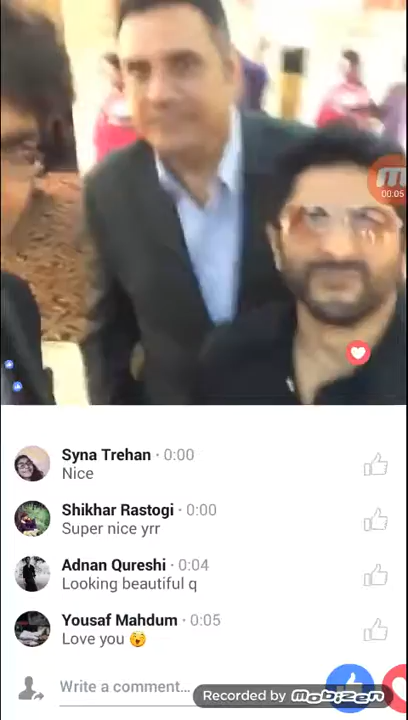 00:05
Syna Trehan · 0:00
Nice
Shikhar Rastogi · 0:00
Super nice yrr
Adnan Qureshi · 0:04
Looking beautiful q
Yousaf Mahdum · 0:05
Love you 😘
Write a comment...
Recorded by mobizen